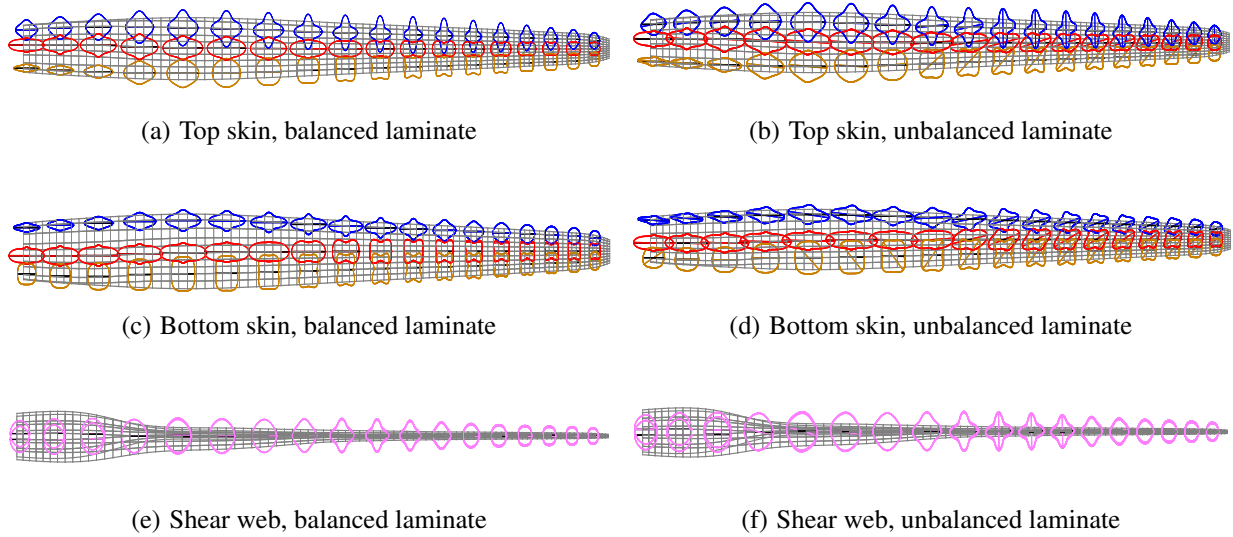 (a) Top skin, balanced laminate
(b) Top skin, unbalanced laminate
(c) Bottom skin, balanced laminate
(d) Bottom skin, unbalanced laminate
(e) Shear web, balanced laminate
(f) Shear web, unbalanced laminate